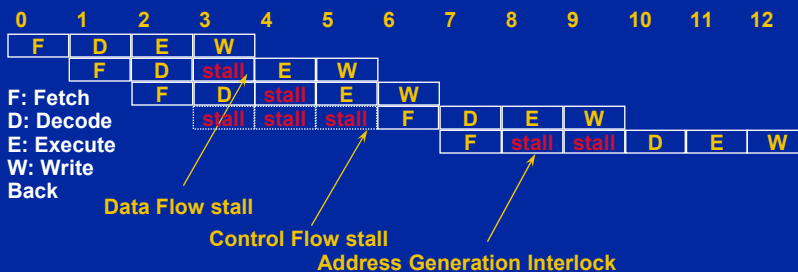 0 1 2 3 4 5 6 7 8 9 10 11 12
F D E W
F D stall E W
F D stall E W
stall stall stall F D E W
F stall stall D E W
F: Fetch
D: Decode
E: Execute
W: Write
Back
Data Flow stall
Control Flow stall
Address Generation Interlock